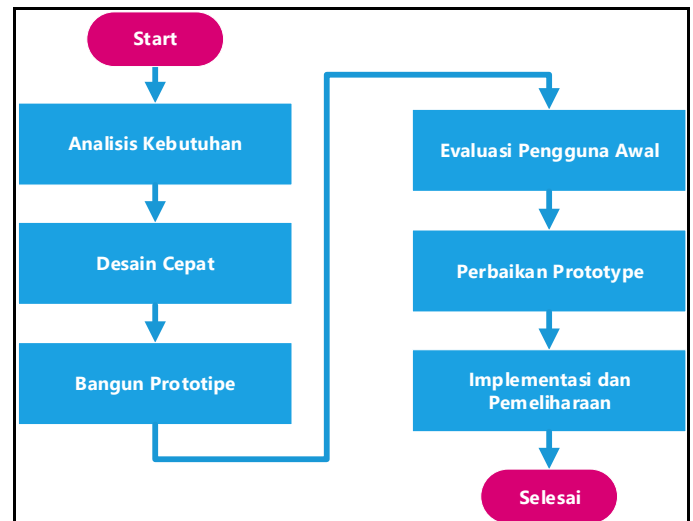 Start
Analisis Kebutuhan
Desain Cepat
Bangun Prototipe
Evaluasi Pengguna Awal
Perbaikan Prototype
Implementasi dan
Pemeliharaan
Selesai